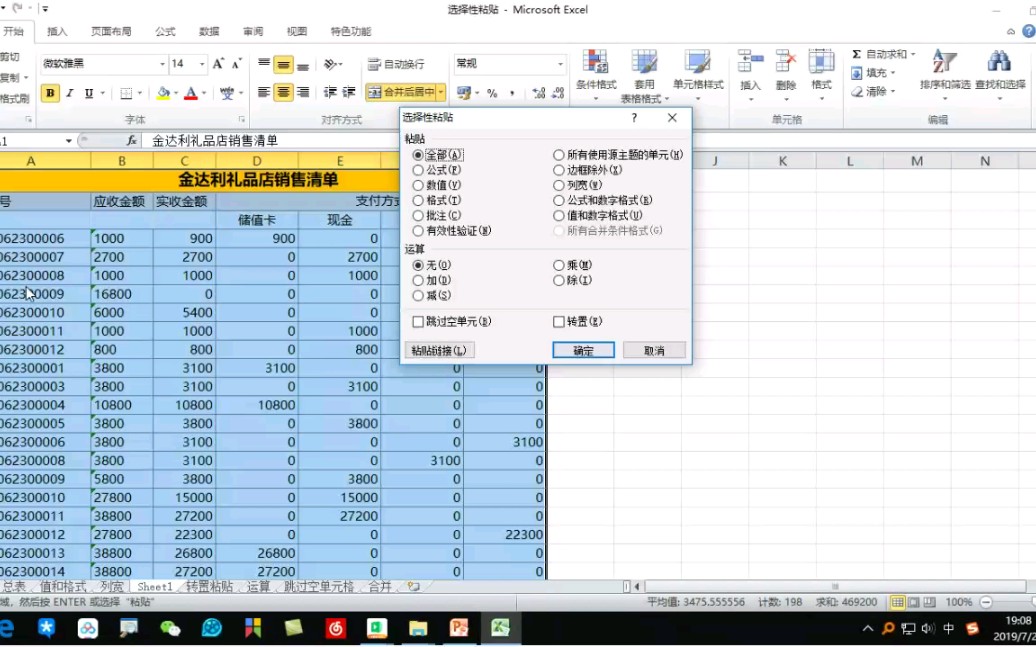 选择性粘贴 - Microsoft Excel
开始 插入 页面布局 公式 数据 审阅 视图 特色功能
剪切 微软雅黑 14 A A 自动换行 常规 Σ 自动求和
复制 B I U 合并后居中 % , 条件格式 套用 单元格样式 插入 删除 格式 填充 排序和筛选 查找和选择
格式刷 表格格式 清除
字体 对齐方式 单元格 编辑
fx 金达利礼品店销售清单
A B C D E J K L M N
金达利礼品店销售清单
号 应收金额 实收金额 支付方式
储值卡 现金
062300006 1000 900 900 0
062300007 2700 2700 0 2700
062300008 1000 1000 0 1000
062300009 16800 0 0 0
062300010 6000 5400 0 0
062300011 1000 1000 0 1000
062300012 800 800 0 800
062300001 3800 3100 3100 0 0 0
062300003 3800 3100 0 3100 0 0
062300004 10800 10800 10800 0 0 0
062300005 3800 3800 0 3800 0 0
062300006 3800 3100 0 0 0 3100
062300008 3800 3100 0 0 3100 0
062300009 5800 3800 0 3800 0 0
062300010 27800 15000 0 15000 0 0
062300011 38800 27200 0 27200 0 0
062300012 27800 22300 0 0 0 22300
062300013 38800 26800 26800 0 0 0
062300014 38800 27200 27200 0 0 0
选择性粘贴 ?
粘贴
全部(A) 所有使用源主题的单元(H)
公式(F) 边框除外(X)
数值(V) 列宽(W)
格式(T) 公式和数字格式(R)
批注(C) 值和数字格式(U)
有效性验证(N) 所有合并条件格式(G)
运算
无(O) 乘(M)
加(D) 除(I)
减(S)
跳过空单元(B) 转置(E)
粘贴链接(L) 确定 取消
总表 值和格式 列宽 Sheet1 转置粘贴 运算 跳过空单元格 合并
域，然后按 ENTER 或选择 "粘贴" 平均值: 3475.555556 计数: 198 求和: 469200 100%
中
19:08